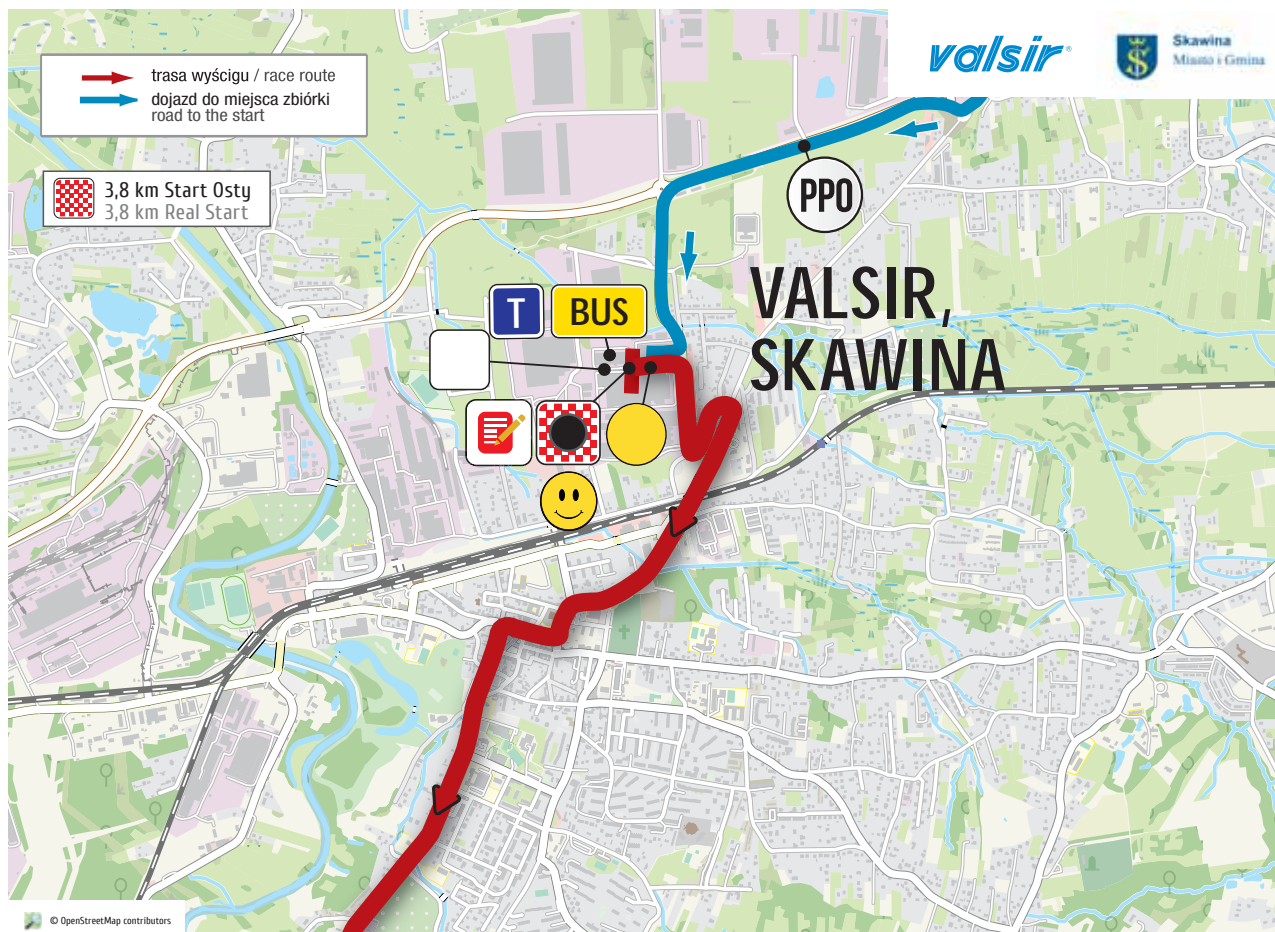 valsir®
Skawina
Miasto i Gmina
trasa wyścigu / race route
dojazd do miejsca zbiórki
road to the start
3,8 km Start Osty
3,8 km Real Start
PPO
VALSIR,
SKAWINA
T
BUS
© OpenStreetMap contributors